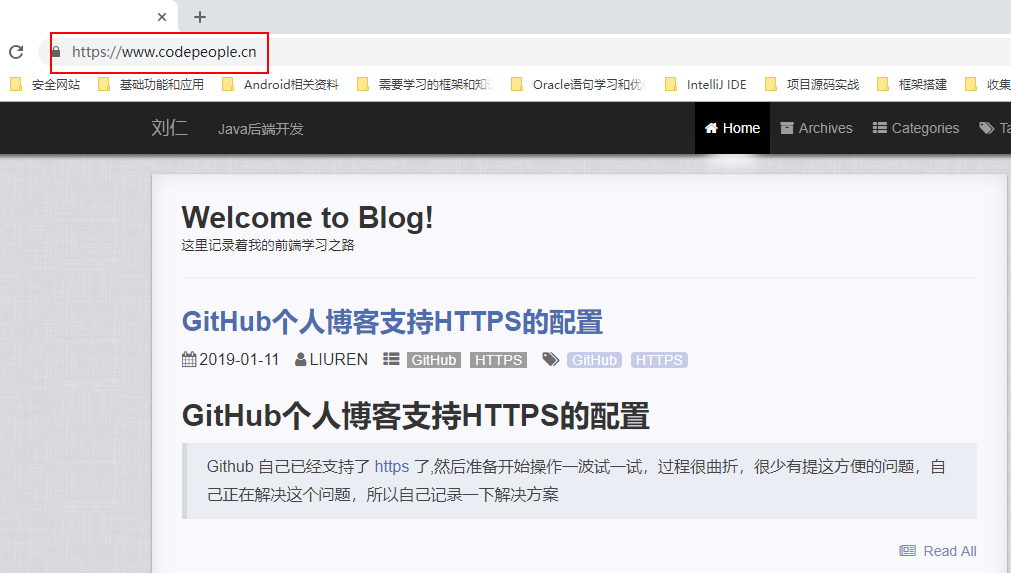 https://www.codepeople.cn
安全网站 基础功能和应用 Android相关资料 需要学习的框架和知 Oracle语句学习和优 IntelliJ IDE 项目源码实战 框架搭建 收集
刘仁 Java后端开发 Home Archives Categories Ta
Welcome to Blog!
这里记录着我的前端学习之路
GitHub个人博客支持HTTPS的配置
2019-01-11 LIUREN GitHub HTTPS GitHub HTTPS
GitHub个人博客支持HTTPS的配置
Github 自己已经支持了 https 了,然后准备开始操作一波试一试，过程很曲折，很少有提这方便的问题，自
己正在解决这个问题，所以自己记录一下解决方案
Read All